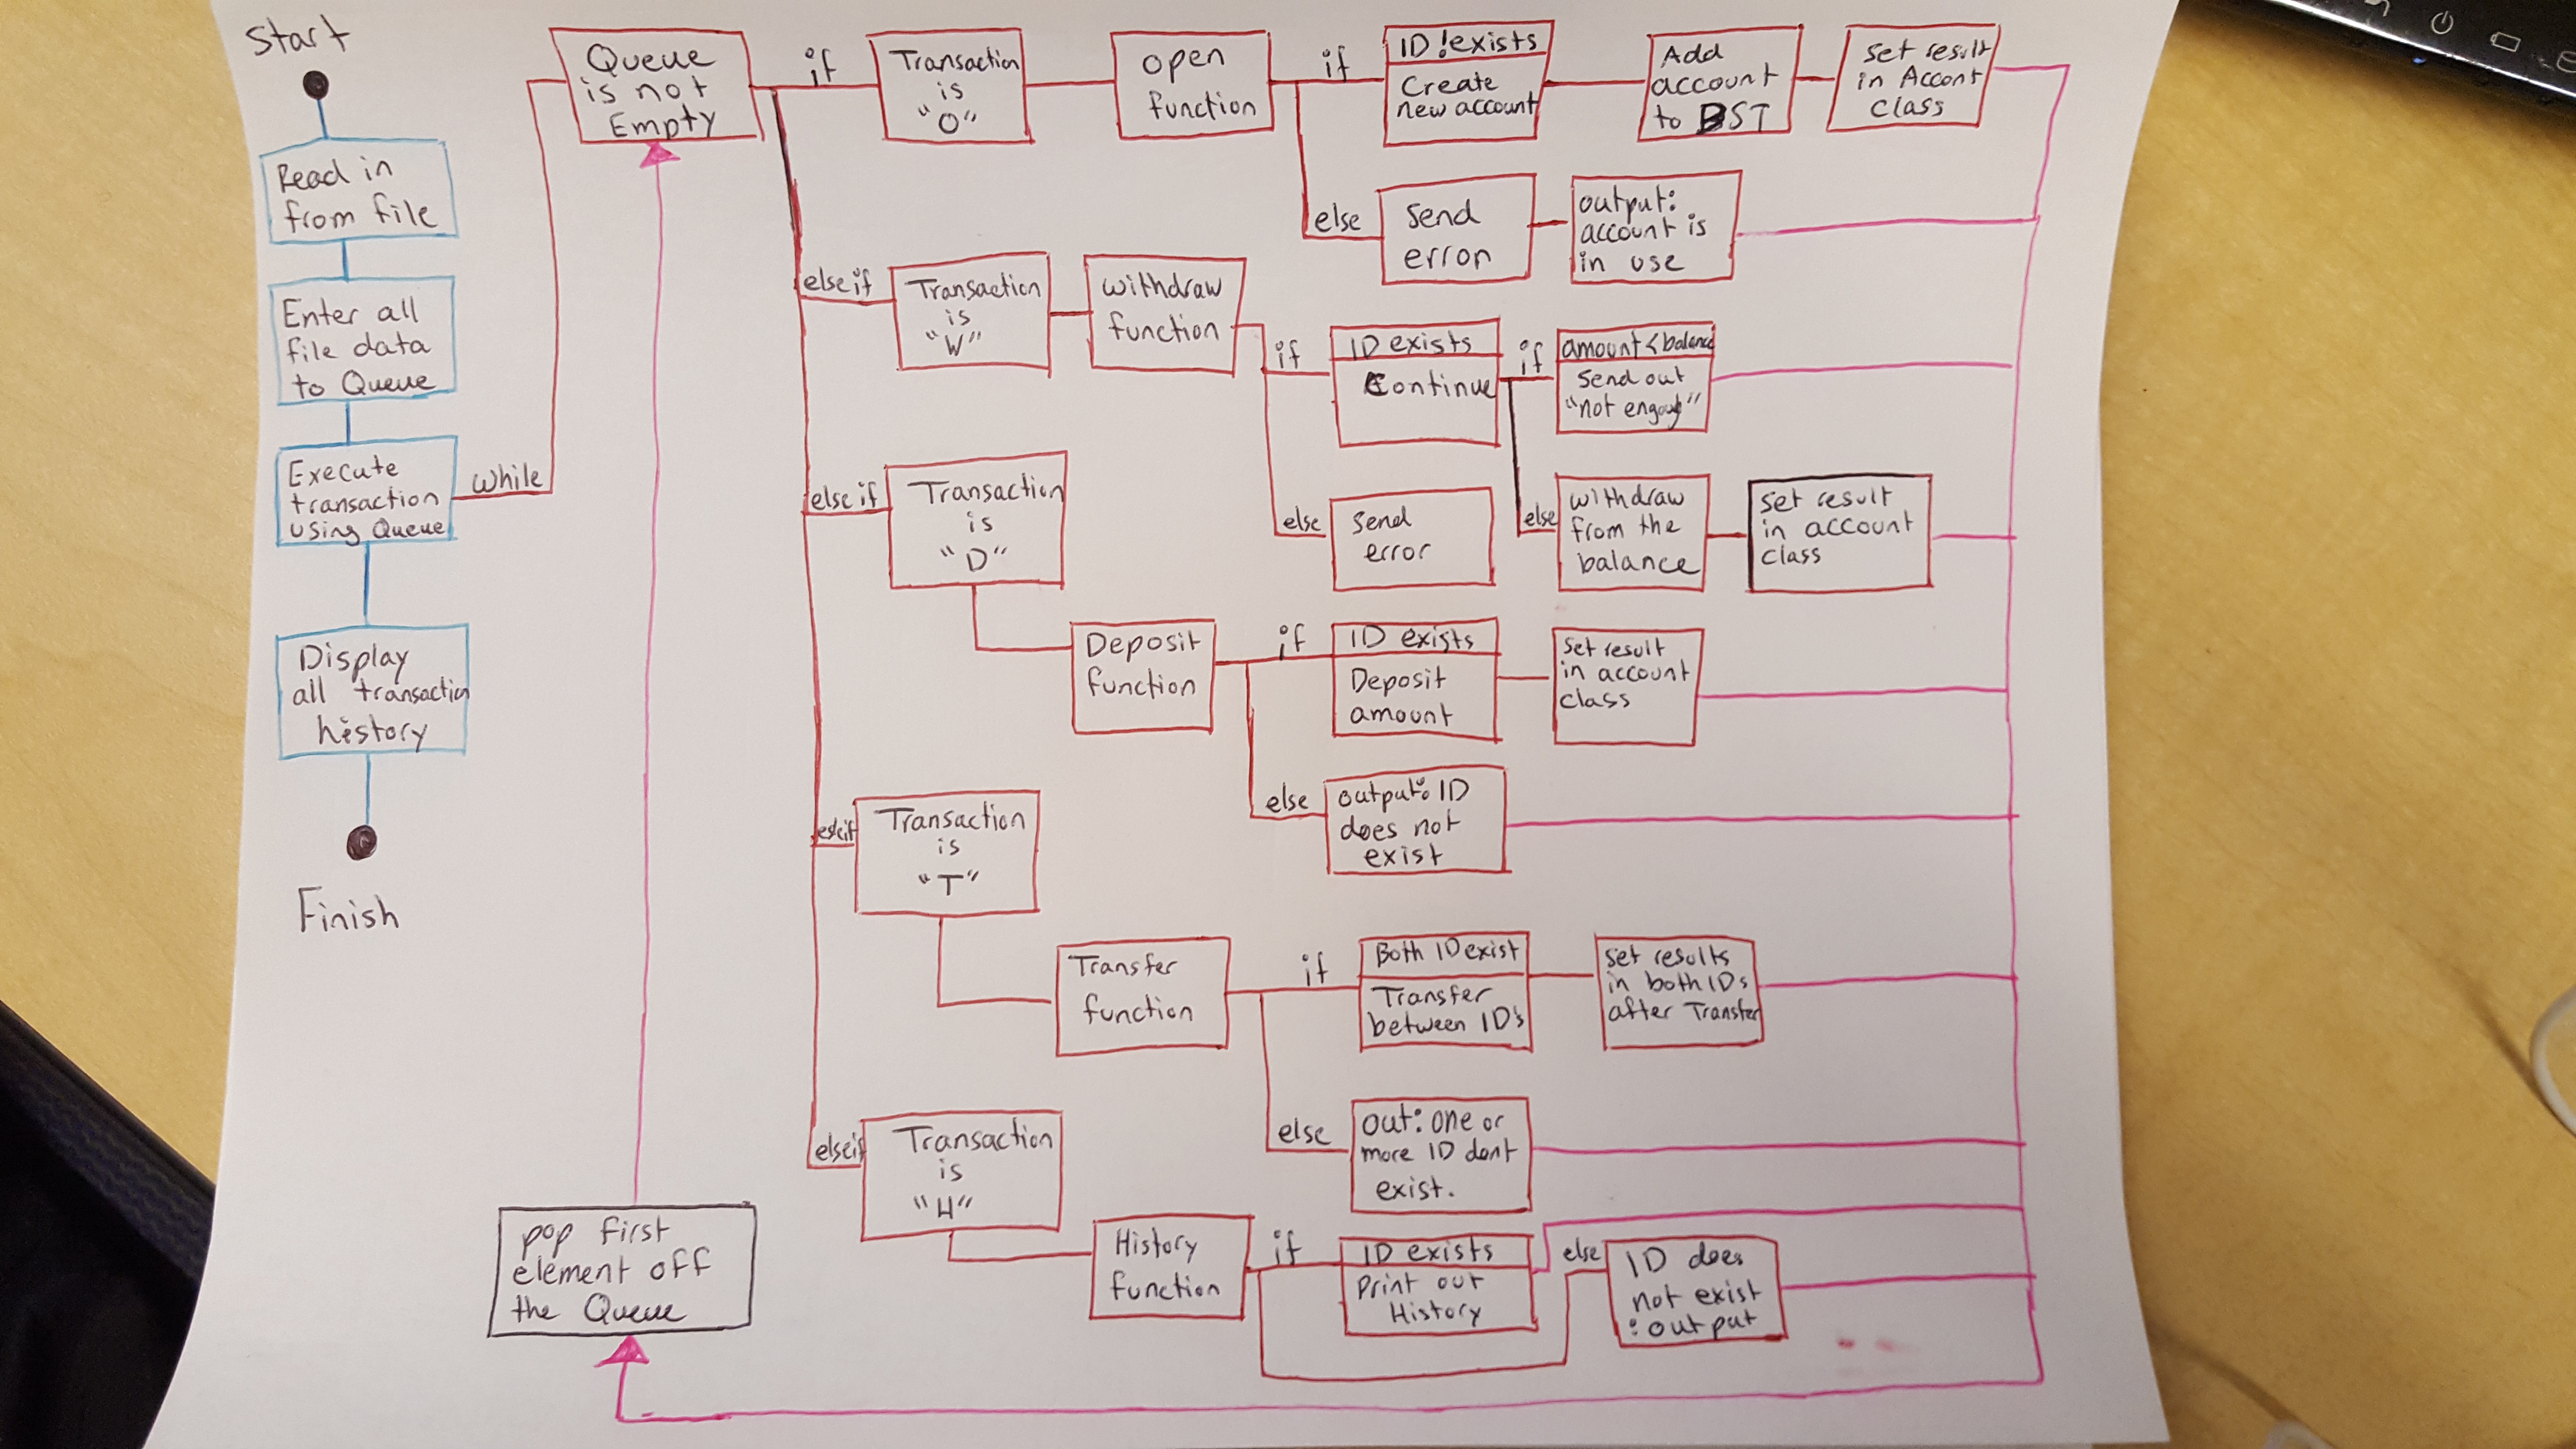 Start
Read in
from file
Enter all
file data
to Queue
Execute
transaction
using Queue
while
Display
all transaction
history
Finish
Queue
is not
Empty
if
Transaction
is
"O"
open
function
if
ID !exists
Create
new account
Add
account
to BST
set result
in Accont
Class
else
Send
error
output:
account is
in use
else if
Transaction
is
"W"
withdraw
function
if
ID exists
Continue
if
amount < balance
Send out
"not
else
Send
error
else
withdraw
from the
balance
set result
in account
class
else if
Transaction
is
"D"
Deposit
function
if
ID exists
Deposit
amount
Set result
in account
class
else
output: ID
does not
exist
else if
Transaction
is
"T"
Transfer
function
if
Both ID exist
Transfer
between ID's
set results
in both IDs
after Transfer
else
out: one or
more ID dont
exist.
else if
Transaction
is
"H"
History
function
if
ID exists
Print out
History
else
ID does
not exist
: output
pop first
element off
the Queue